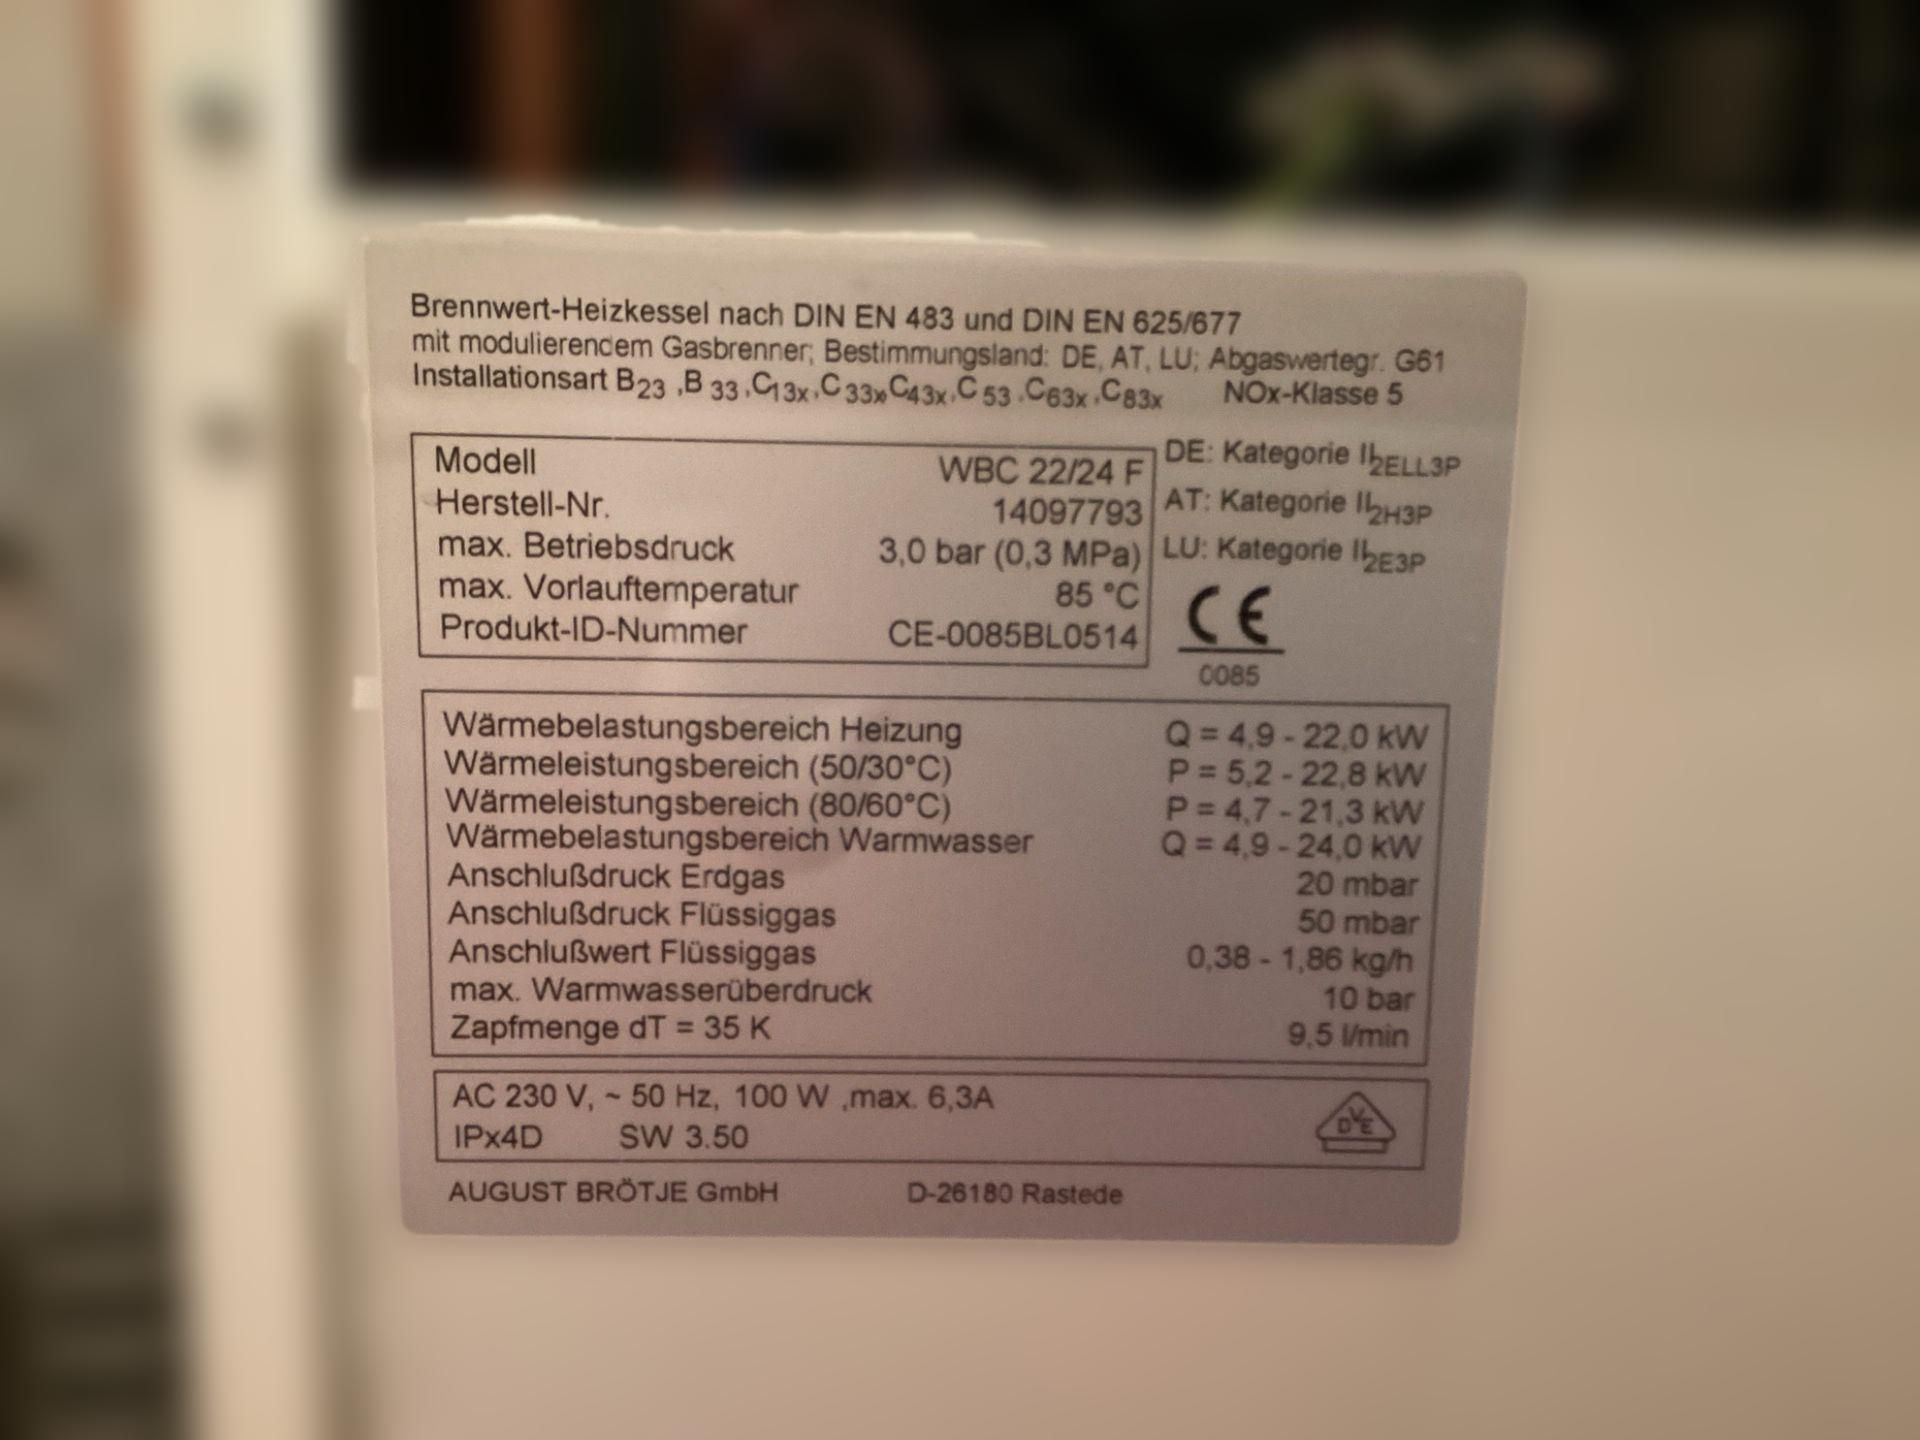 Brennwert-Heizkessel nach DIN EN 483 und DIN EN 625/677
mit modulierendem Gasbrenner; Bestimmungsland: DE, AT, LU; Abgaswertegr. G61
Installationsart B23 ,B 33 ,C13x ,C 33x,C43x ,C 53 ,C63x ,C83x NOx-Klasse 5
Modell WBC 22/24 F
Herstell-Nr. 14097793
max. Betriebsdruck 3,0 bar (0,3 MPa)
max. Vorlauftemperatur 85 °C
Produkt-ID-Nummer CE-0085BL0514
DE: Kategorie II2ELL3P
AT: Kategorie II2H3P
LU: Kategorie II2E3P
CE
0085
Wärmebelastungsbereich Heizung Q = 4,9 - 22,0 kW
Wärmeleistungsbereich (50/30°C) P = 5,2 - 22,8 kW
Wärmeleistungsbereich (80/60°C) P = 4,7 - 21,3 kW
Wärmebelastungsbereich Warmwasser Q = 4,9 - 24,0 kW
Anschlußdruck Erdgas 20 mbar
Anschlußdruck Flüssiggas 50 mbar
Anschlußwert Flüssiggas 0,38 - 1,86 kg/h
max. Warmwasserüberdruck 10 bar
Zapfmenge dT = 35 K 9,5 l/min
AC 230 V, ~ 50 Hz, 100 W ,max. 6,3A
IPx4D SW 3.50
DVE
AUGUST BRÖTJE GmbH D-26180 Rastede